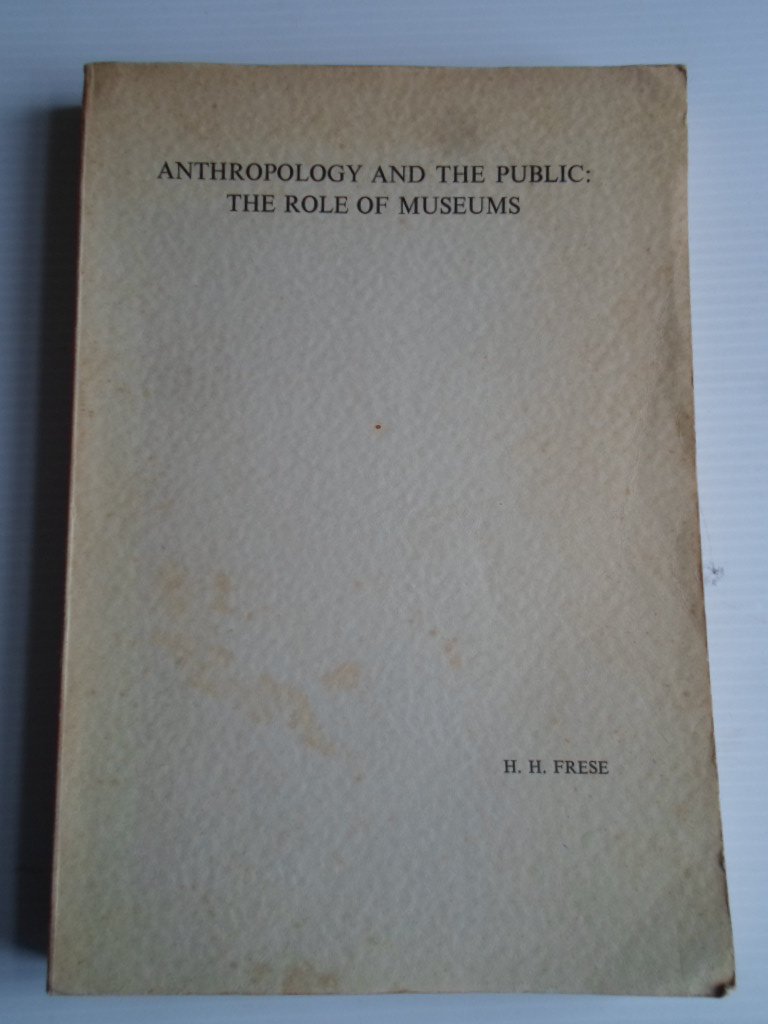 ANTHROPOLOGY AND THE PUBLIC:
THE ROLE OF MUSEUMS
H. H. FRESE